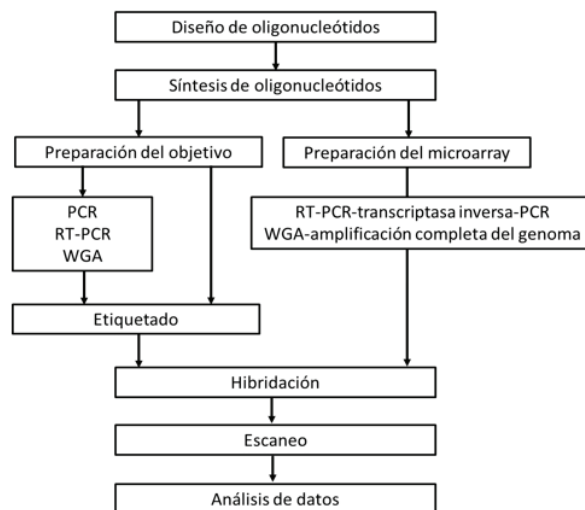 Diseño de oligonucleótidos
Síntesis de oligonucleótidos
Preparación del objetivo
Preparación del microarray
PCR
RT-PCR
WGA
RT-PCR-transcriptasa inversa-PCR
WGA-amplificación completa del genoma
Etiquetado
Hibridación
Escaneo
Análisis de datos